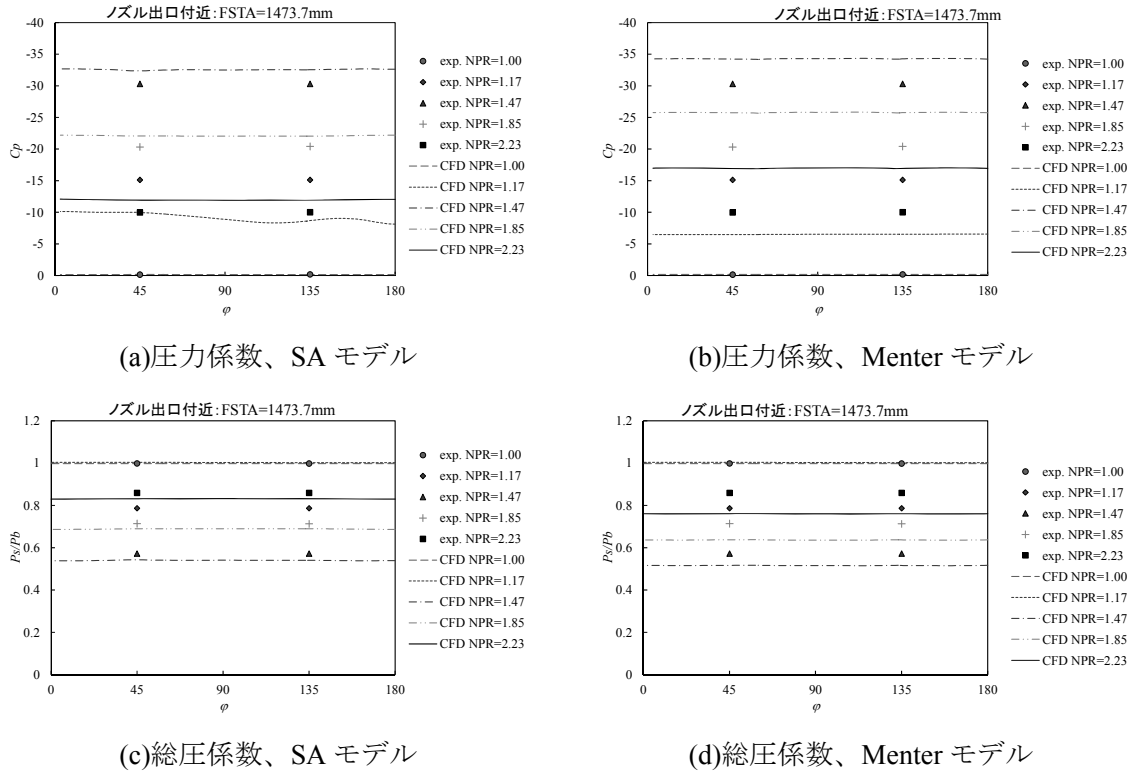 ノズル出口付近:FSTA=1473.7mm
-40
-35
-30
-25
-20
-15
-10
-5
0
Cp
0 45 90 135 180
φ
exp. NPR=1.00
exp. NPR=1.17
exp. NPR=1.47
exp. NPR=1.85
exp. NPR=2.23
CFD NPR=1.00
CFD NPR=1.17
CFD NPR=1.47
CFD NPR=1.85
CFD NPR=2.23
(a)圧力係数、SA モデル
ノズル出口付近:FSTA=1473.7mm
-40
-35
-30
-25
-20
-15
-10
-5
0
Cp
0 45 90 135 180
φ
exp. NPR=1.00
exp. NPR=1.17
exp. NPR=1.47
exp. NPR=1.85
exp. NPR=2.23
CFD NPR=1.00
CFD NPR=1.17
CFD NPR=1.47
CFD NPR=1.85
CFD NPR=2.23
(b)圧力係数、Menter モデル
ノズル出口付近:FSTA=1473.7mm
1.2
1
0.8
0.6
0.4
0.2
0
Ps/Pb
0 45 90 135 180
φ
exp. NPR=1.00
exp. NPR=1.17
exp. NPR=1.47
exp. NPR=1.85
exp. NPR=2.23
CFD NPR=1.00
CFD NPR=1.17
CFD NPR=1.47
CFD NPR=1.85
CFD NPR=2.23
(c)総圧係数、SA モデル
ノズル出口付近:FSTA=1473.7mm
1.2
1
0.8
0.6
0.4
0.2
0
Ps/Pb
0 45 90 135 180
φ
exp. NPR=1.00
exp. NPR=1.17
exp. NPR=1.47
exp. NPR=1.85
exp. NPR=2.23
CFD NPR=1.00
CFD NPR=1.17
CFD NPR=1.47
CFD NPR=1.85
CFD NPR=2.23
(d)総圧係数、Menter モデル